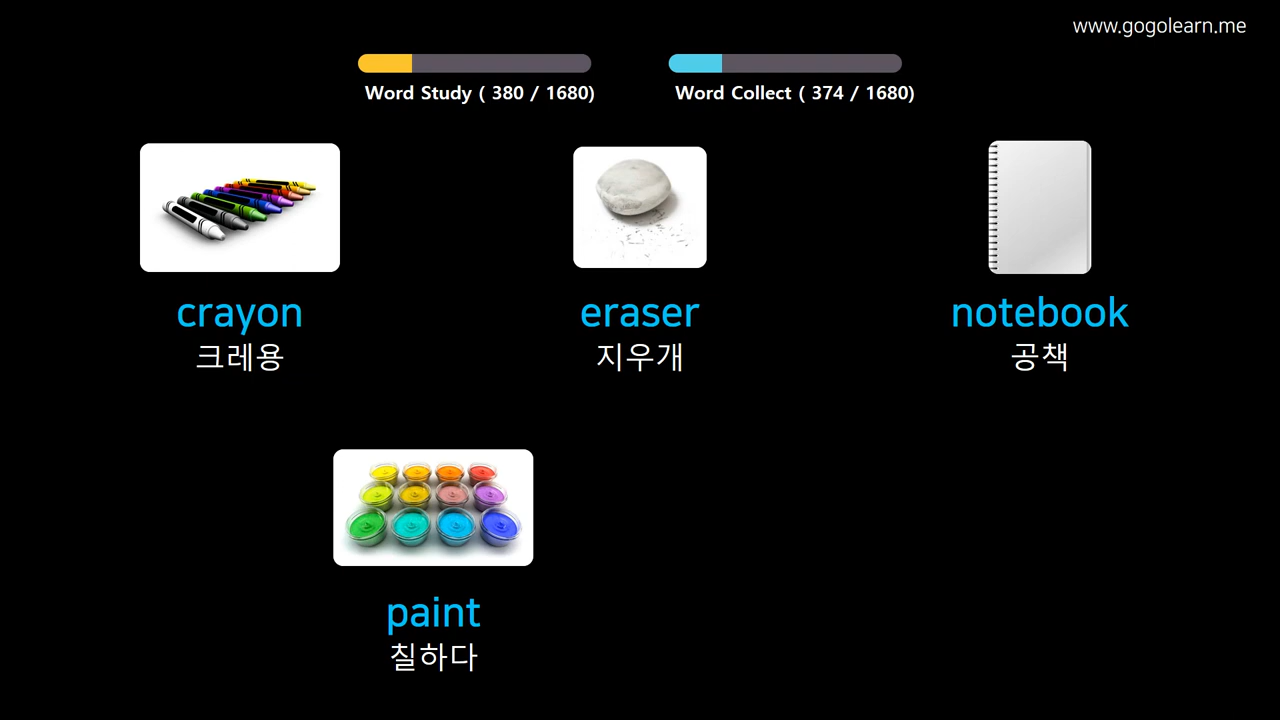 www.gogolearn.me
Word Study ( 380 / 1680)
Word Collect ( 374 / 1680)
crayon
크레용
eraser
지우개
notebook
공책
paint
칠하다